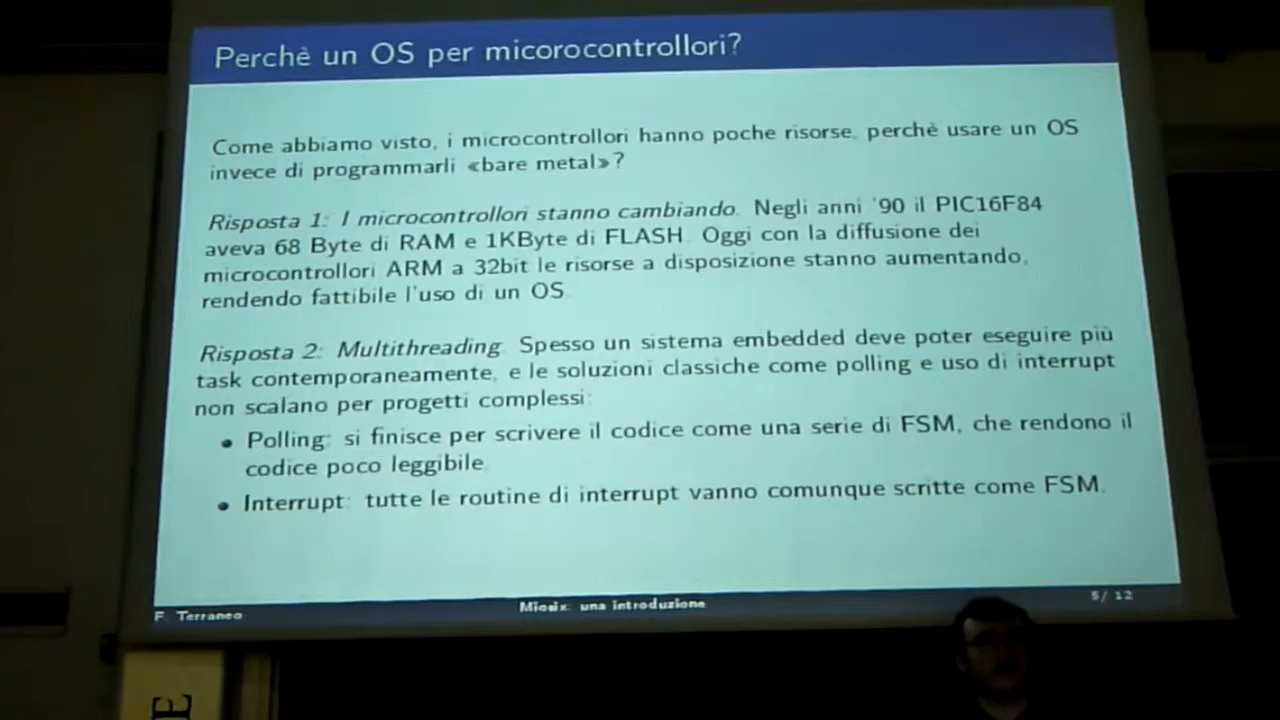 Perchè un OS per micorocontrollori?
Come abbiamo visto, i microcontrollori hanno poche risorse, perchè usare un OS
invece di programmarli «bare metal»?
Risposta 1: I microcontrollori stanno cambiando. Negli anni '90 il PIC16F84
aveva 68 Byte di RAM e 1KByte di FLASH. Oggi con la diffusione dei
microcontrollori ARM a 32bit le risorse a disposizione stanno aumentando,
rendendo fattibile l'uso di un OS.
Risposta 2: Multithreading. Spesso un sistema embedded deve poter eseguire più
task contemporaneamente, e le soluzioni classiche come polling e uso di interrupt
non scalano per progetti complessi:
• Polling: si finisce per scrivere il codice come una serie di FSM, che rendono il
codice poco leggibile.
• Interrupt: tutte le routine di interrupt vanno comunque scritte come FSM.
F. Terraneo
Miosix: una introduzione
5/ 12